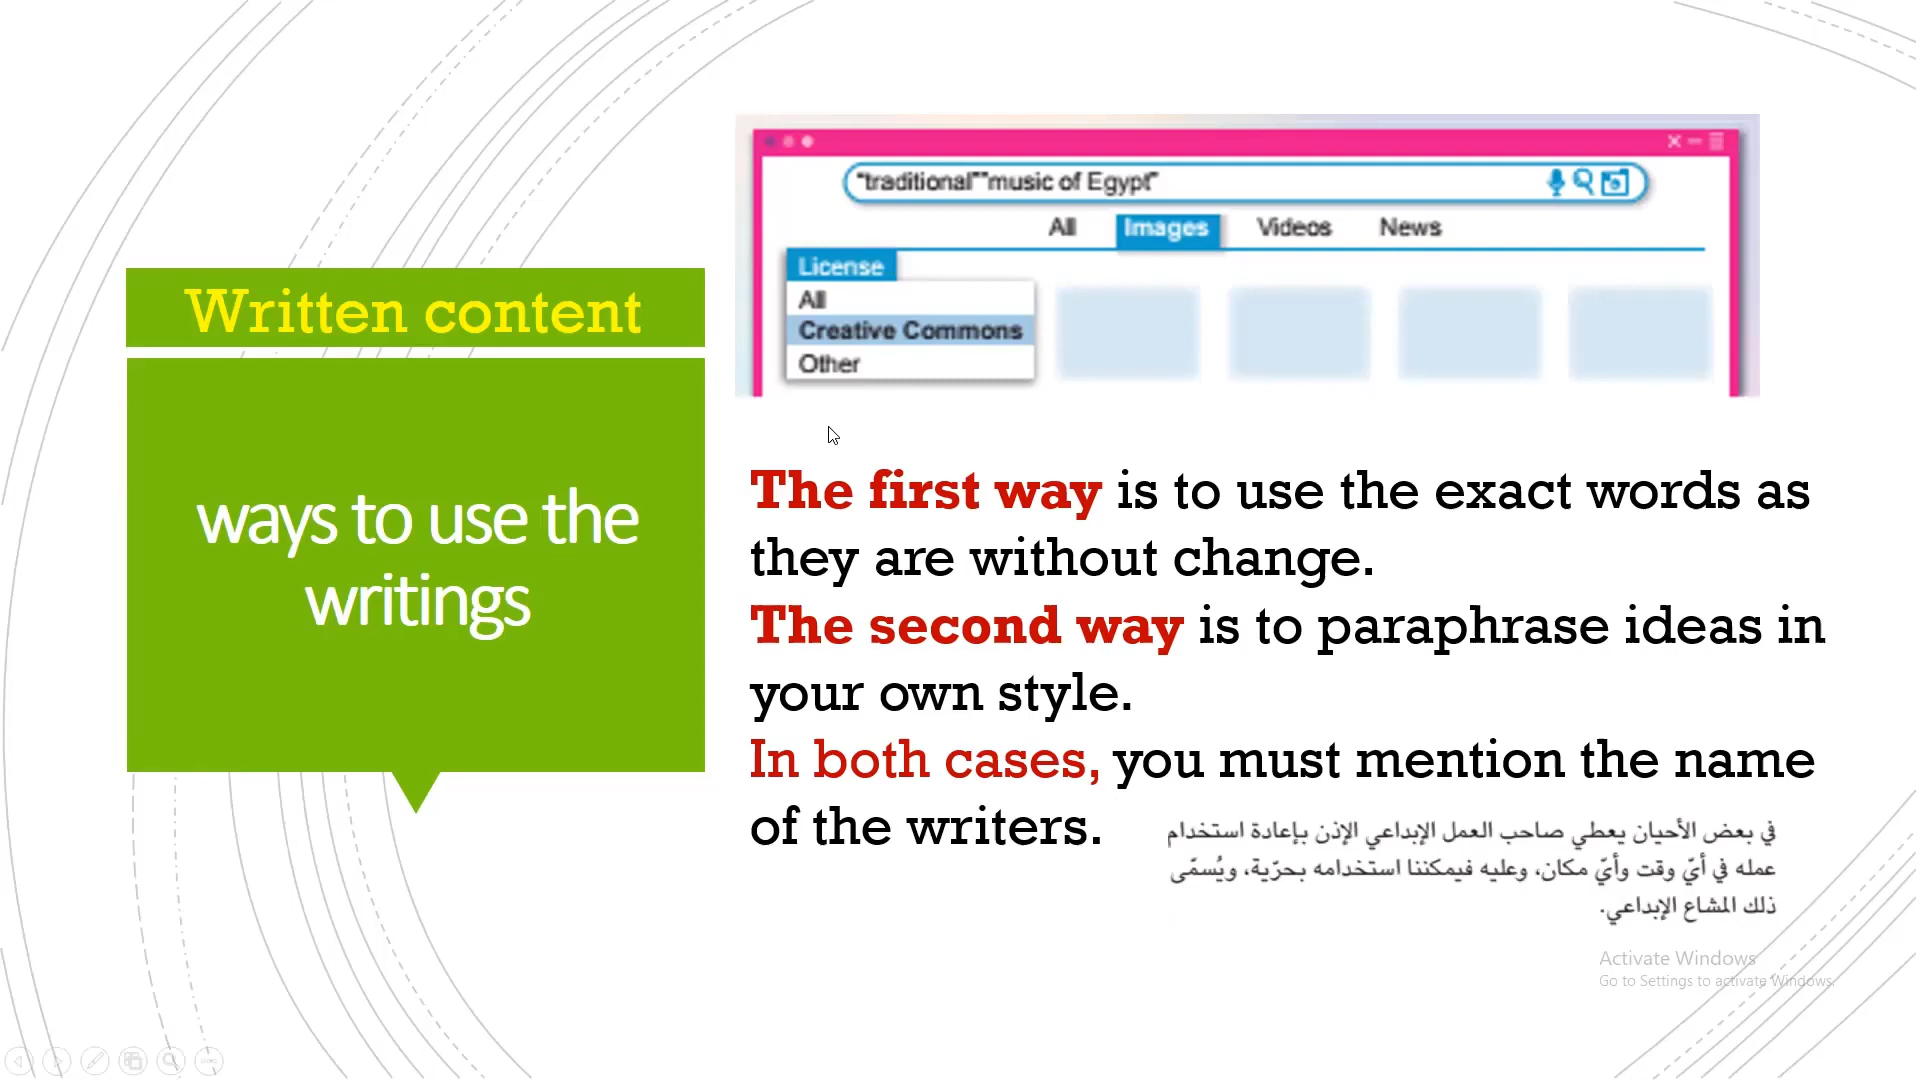 Written content
ways to use the
writings
"traditional""music of Egypt"
All Images Videos News
License
All
Creative Commons
Other
The first way is to use the exact words as
they are without change.
The second way is to paraphrase ideas in
your own style.
In both cases, you must mention the name
of the writers.
في بعض الأحيان يعطي صاحب العمل الإبداعي الإذن بإعادة استخدام
عمله في أيّ وقت وأيّ مكان، وعليه فيمكننا استخدامه بحرّية، ويُسمّى
ذلك المشاع الإبداعي.
Activate Windows
Go to Settings to activate Windows.